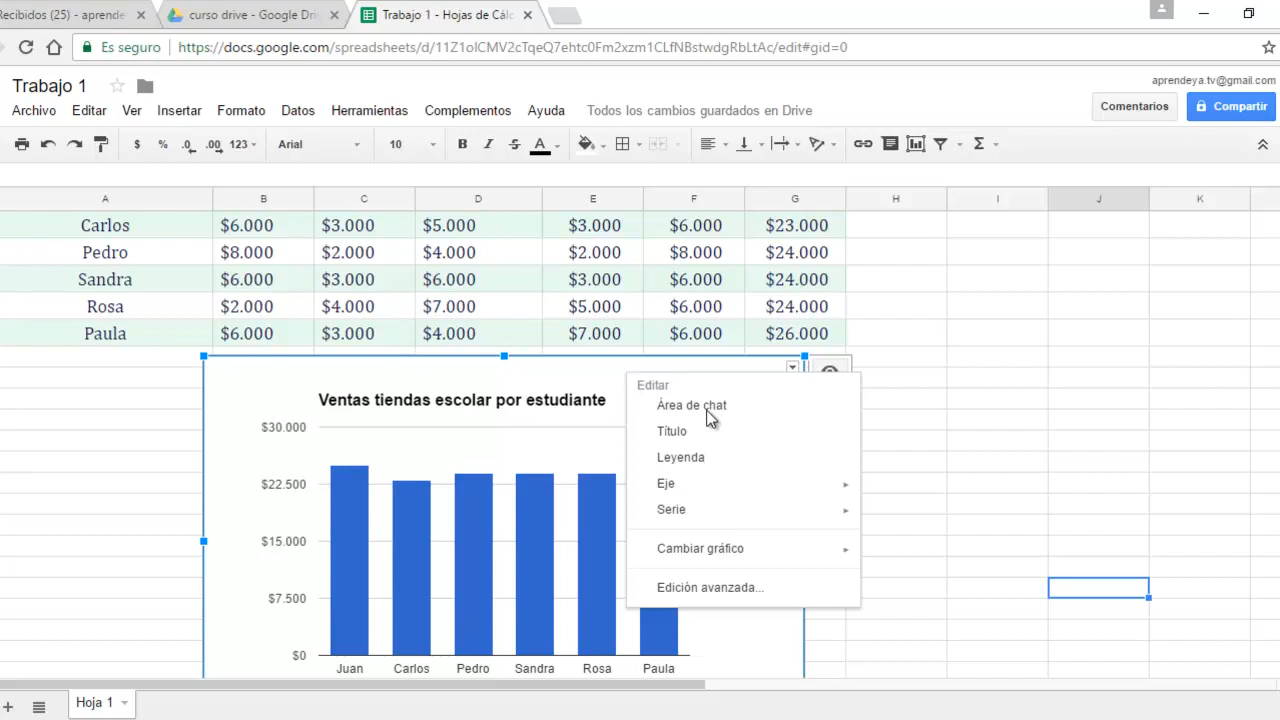 Recibidos (25) - aprende
curso drive - Google Dri
Trabajo 1 - Hojas de Cálc
Es seguro
https://docs.google.com/spreadsheets/d/11Z1olCMV2cTqeQ7ehtc0Fm2xzm1CLfNBstwdgRbLtAc/edit#gid=0
Trabajo 1
aprendeya.tv@gmail.com
Archivo Editar Ver Insertar Formato Datos Herramientas Complementos Ayuda Todos los cambios guardados en Drive
Comentarios
Compartir
$ % .0 .00 123 Arial 10 B I S A Σ
A B C D E F G H I J K
Carlos $6.000 $3.000 $5.000 $3.000 $6.000 $23.000
Pedro $8.000 $2.000 $4.000 $2.000 $8.000 $24.000
Sandra $6.000 $3.000 $6.000 $3.000 $6.000 $24.000
Rosa $2.000 $4.000 $7.000 $5.000 $6.000 $24.000
Paula $6.000 $3.000 $4.000 $7.000 $6.000 $26.000
Ventas tiendas escolar por estudiante
$30.000
$22.500
$15.000
$7.500
$0
Juan Carlos Pedro Sandra Rosa Paula
Editar
Área de chat
Título
Leyenda
Eje
Serie
Cambiar gráfico
Edición avanzada...
Hoja 1